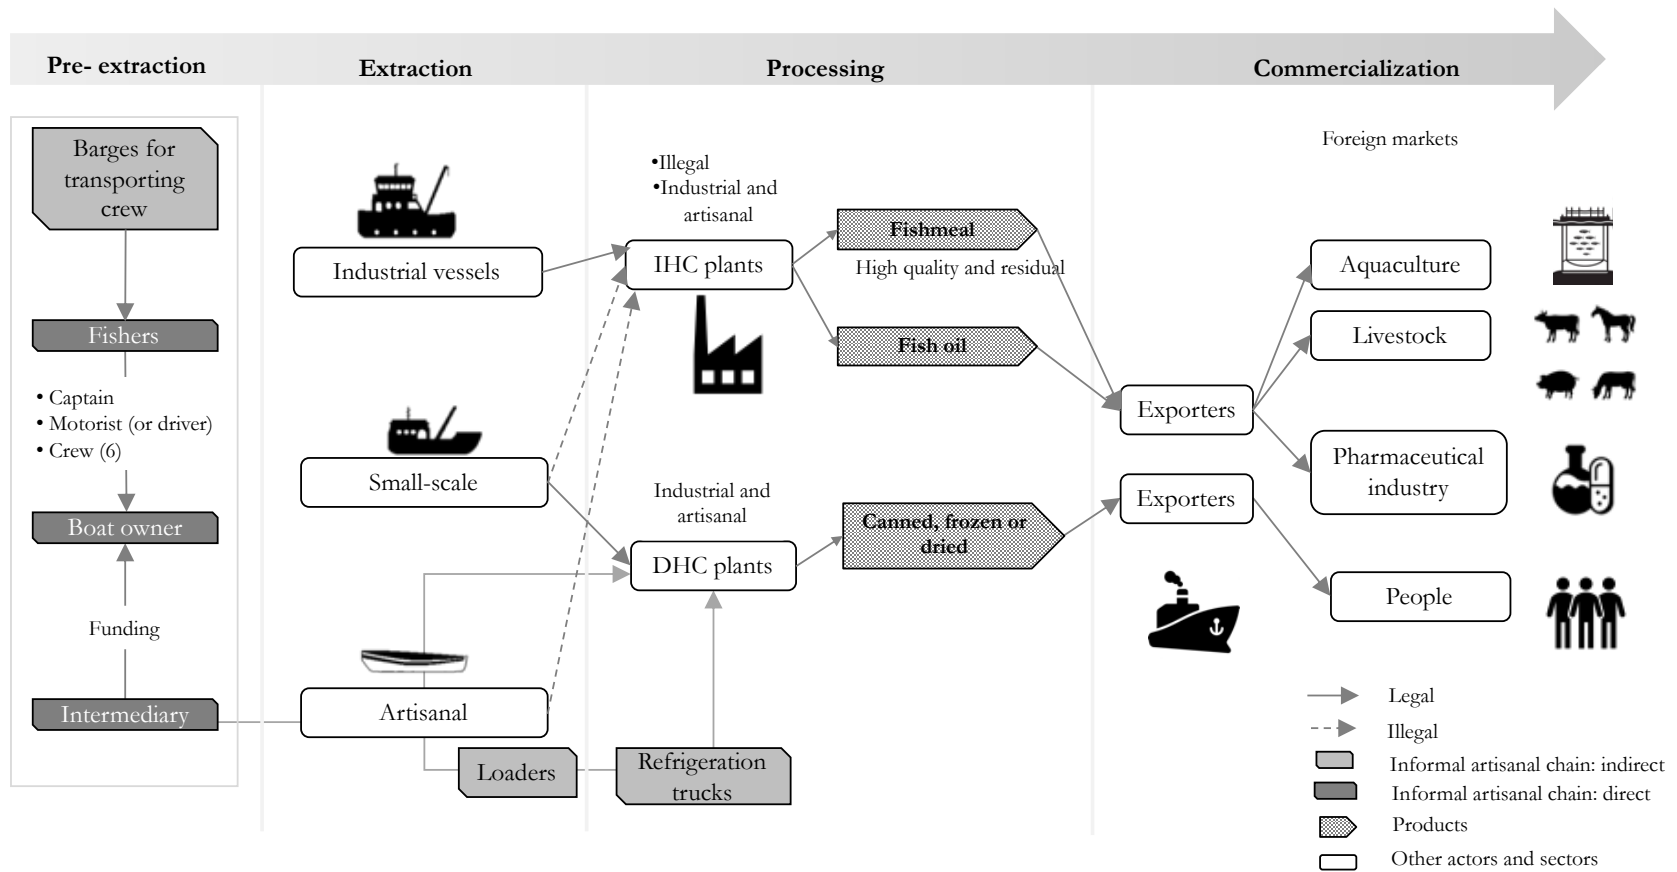 Pre- extraction
Extraction
Processing
Commercialization
Barges for
transporting
crew
Fishers
• Captain
• Motorist (or driver)
• Crew (6)
Boat owner
Funding
Intermediary
Industrial vessels
Small-scale
Artisanal
Loaders
Refrigeration
trucks
•Illegal
•Industrial and
artisanal
IHC plants
Industrial and
artisanal
DHC plants
Fishmeal
High quality and residual
Fish oil
Canned, frozen or
dried
Exporters
Exporters
Foreign markets
Aquaculture
Livestock
Pharmaceutical
industry
People
Legal
Illegal
Informal artisanal chain: indirect
Informal artisanal chain: direct
Products
Other actors and sectors